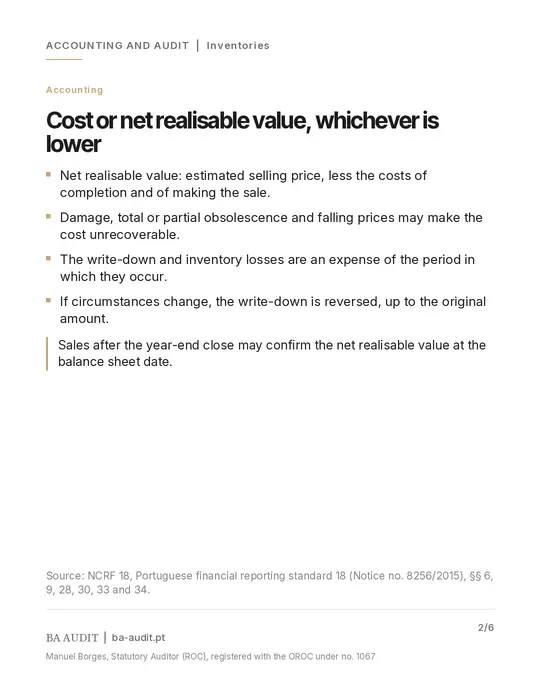 ACCOUNTING AND AUDIT | Inventories
Accounting
Cost or net realisable value, whichever is
lower
Net realisable value: estimated selling price, less the costs of
completion and of making the sale.
Damage, total or partial obsolescence and falling prices may make the
cost unrecoverable.
The write-down and inventory losses are an expense of the period in
which they occur.
If circumstances change, the write-down is reversed, up to the original
amount.
Sales after the year-end close may confirm the net realisable value at the
balance sheet date.
Source: NCRF 18, Portuguese financial reporting standard 18 (Notice no. 8256/2015), §§ 6,
9, 28, 30, 33 and 34.
2/6
BA AUDIT | ba-audit.pt
Manuel Borges, Statutory Auditor (ROC), registered with the OROC under no. 1067